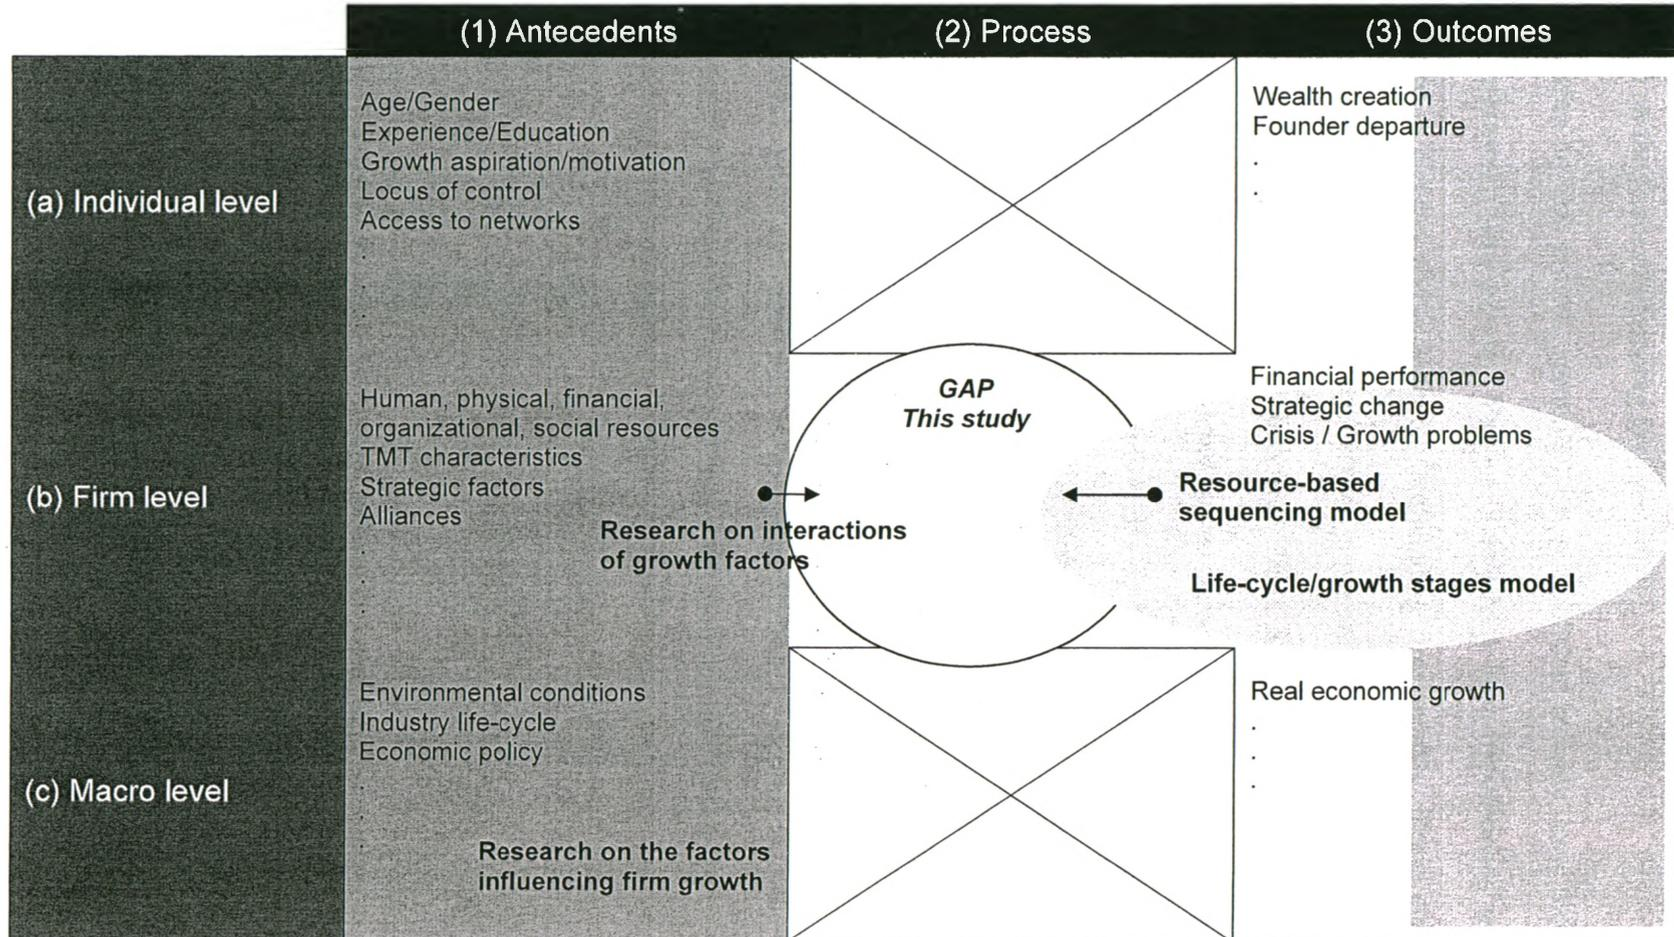 (1) Antecedents
(2) Process
(3) Outcomes
(a) Individual level
Age/Gender
Experience/Education
Growth aspiration/motivation
Locus of control
Access to networks
.
.
.
Wealth creation
Founder departure
.
.
(b) Firm level
Human, physical, financial,
organizational, social resources
TMT characteristics
Strategic factors
Alliances
.
.
.
Research on interactions
of growth factors
GAP
This study
Financial performance
Strategic change
Crisis / Growth problems
Resource-based
sequencing model
Life-cycle/growth stages model
(c) Macro level
Environmental conditions
Industry life-cycle
Economic policy
.
.
.
Research on the factors
influencing firm growth
Real economic growth
.
.
.